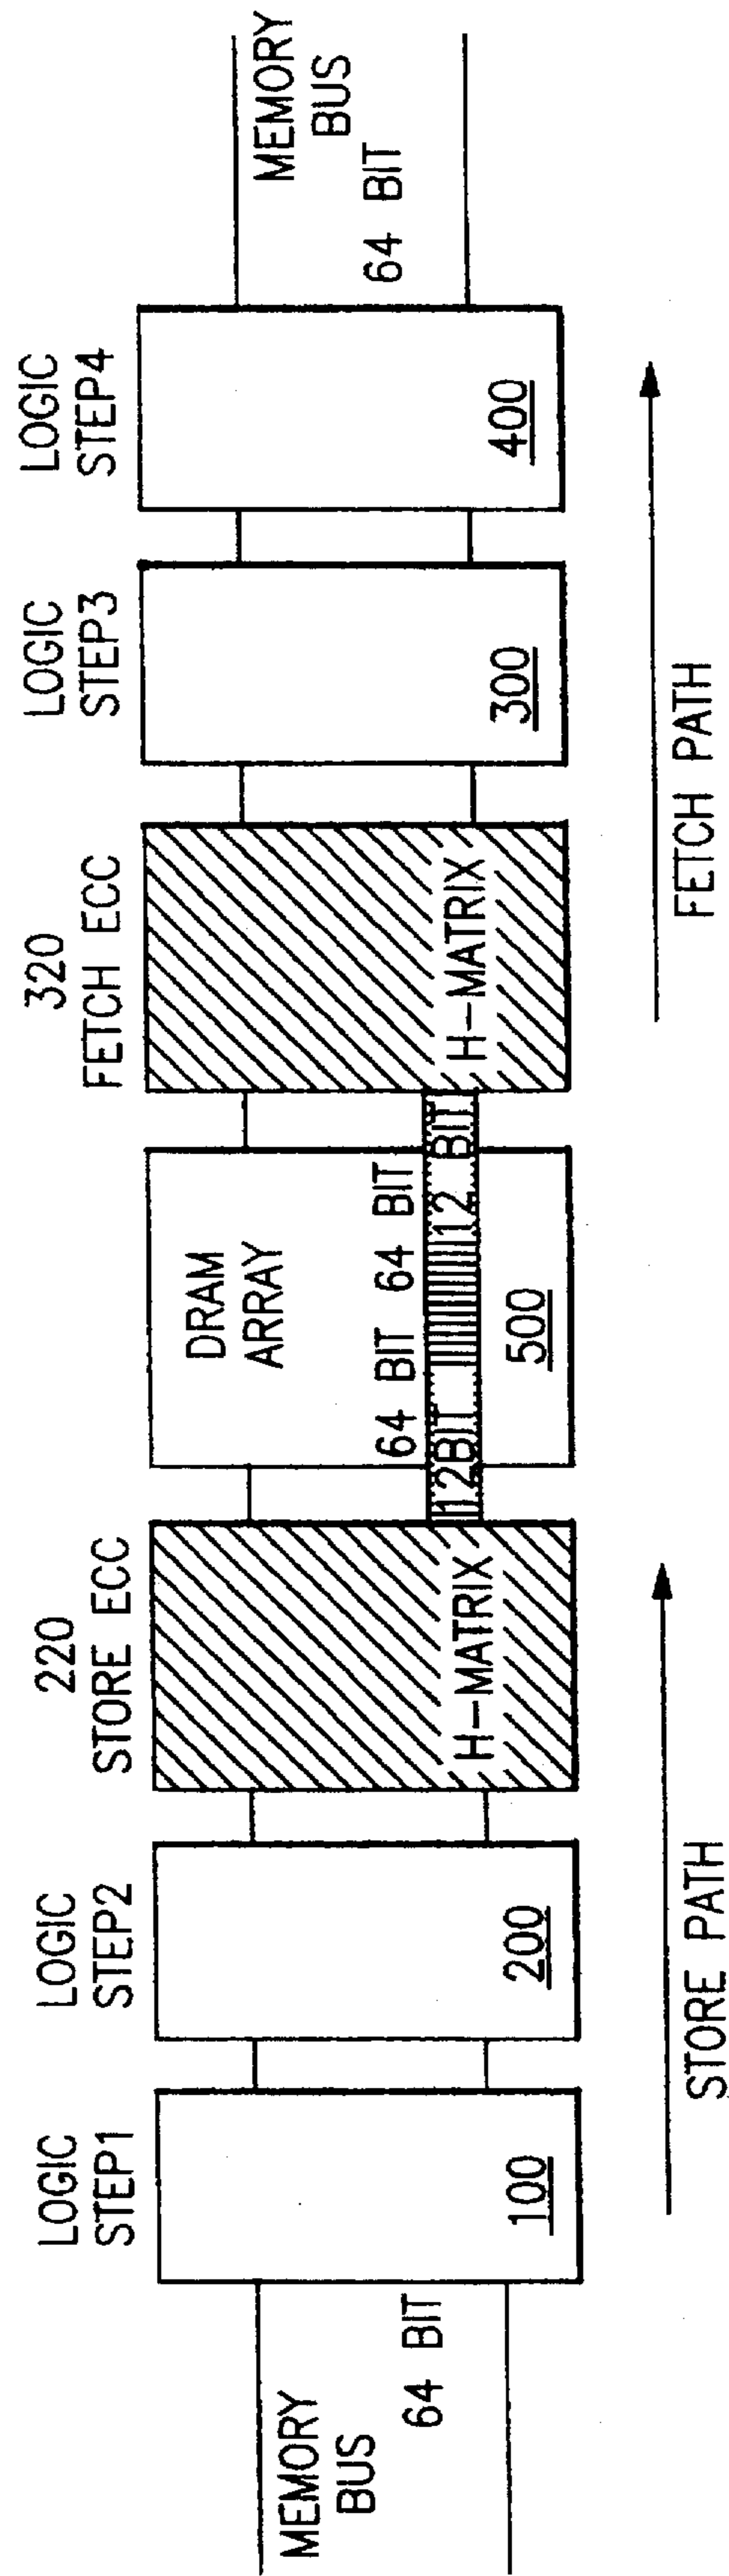 MEMORY
BUS
64 BIT
LOGIC
STEP1
100
LOGIC
STEP2
200
220
STORE ECC
H-MATRIX
STORE PATH
DRAM
ARRAY
64 BIT 64 BIT
12BIT
12 BIT
500
320
FETCH ECC
H-MATRIX
LOGIC
STEP3
300
LOGIC
STEP4
400
FETCH PATH
MEMORY
BUS
64 BIT